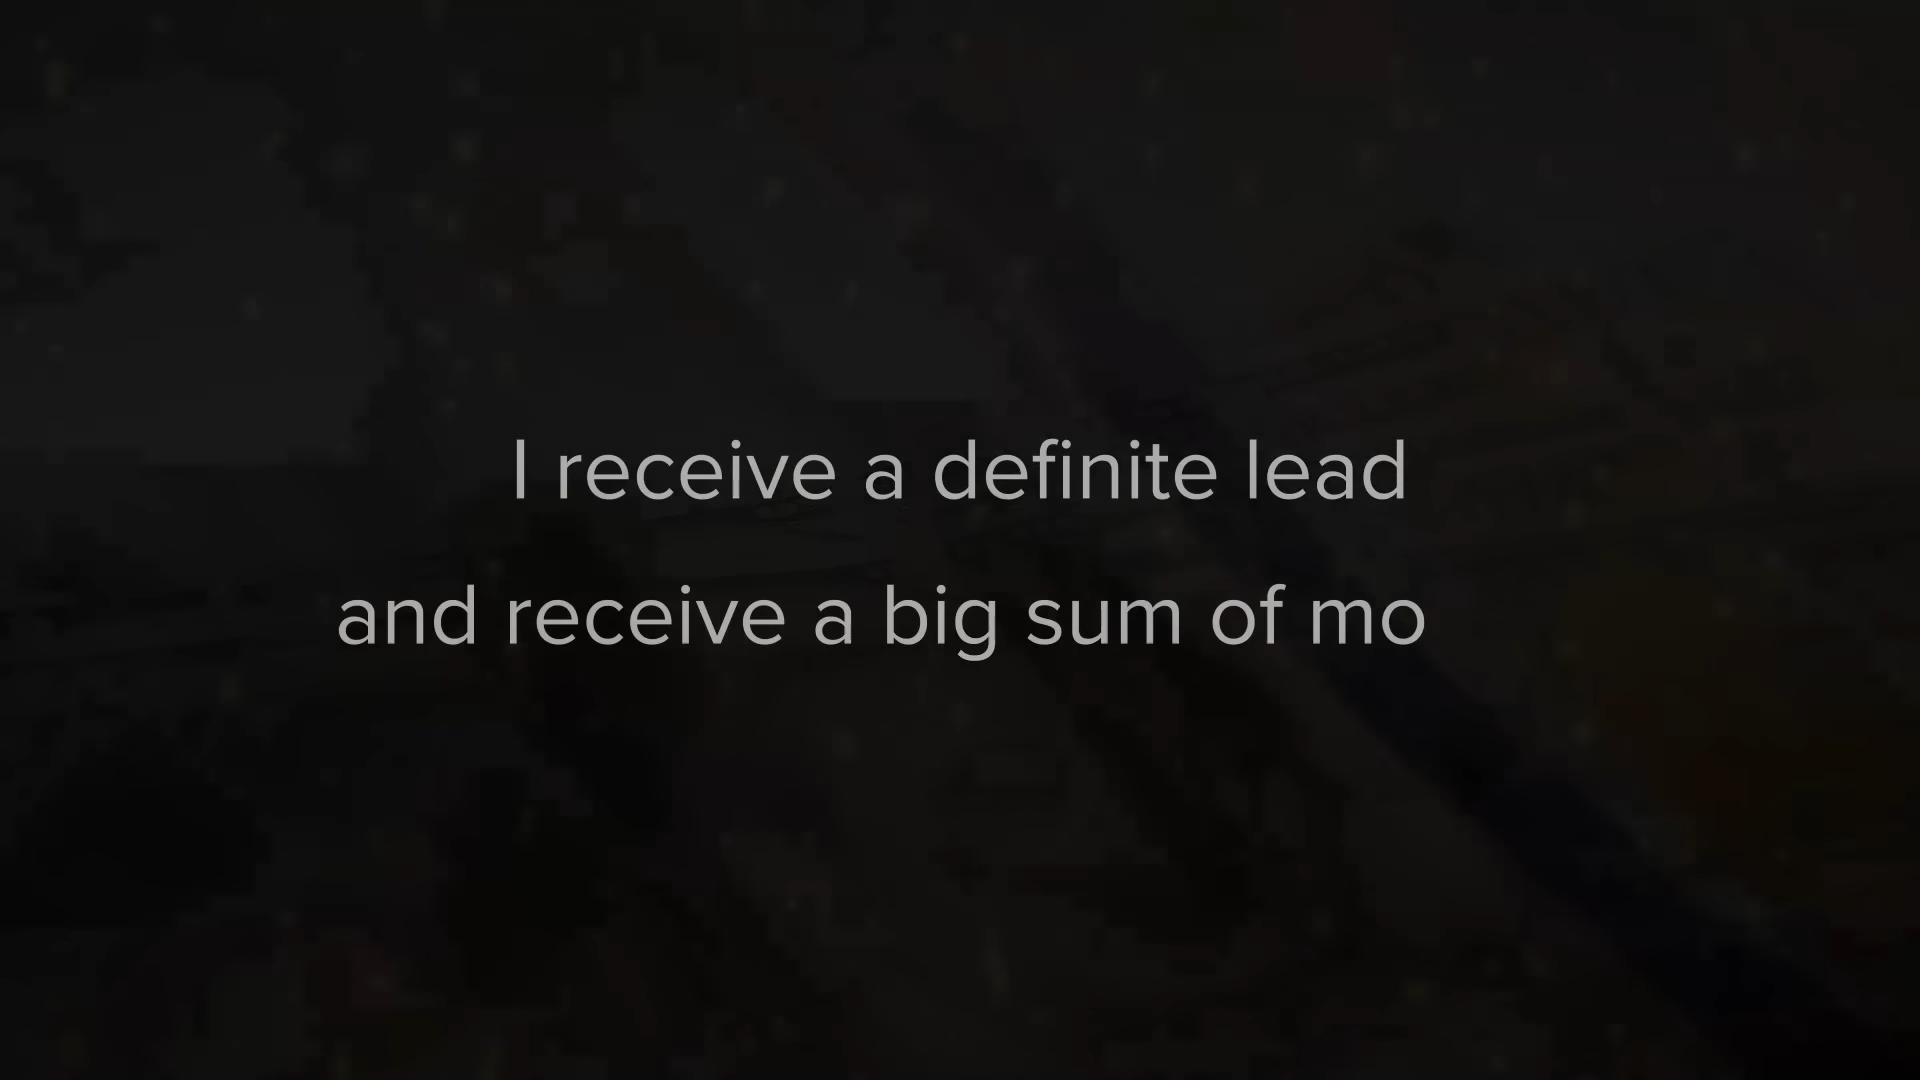 I receive a definite lead
and receive a big sum of mo